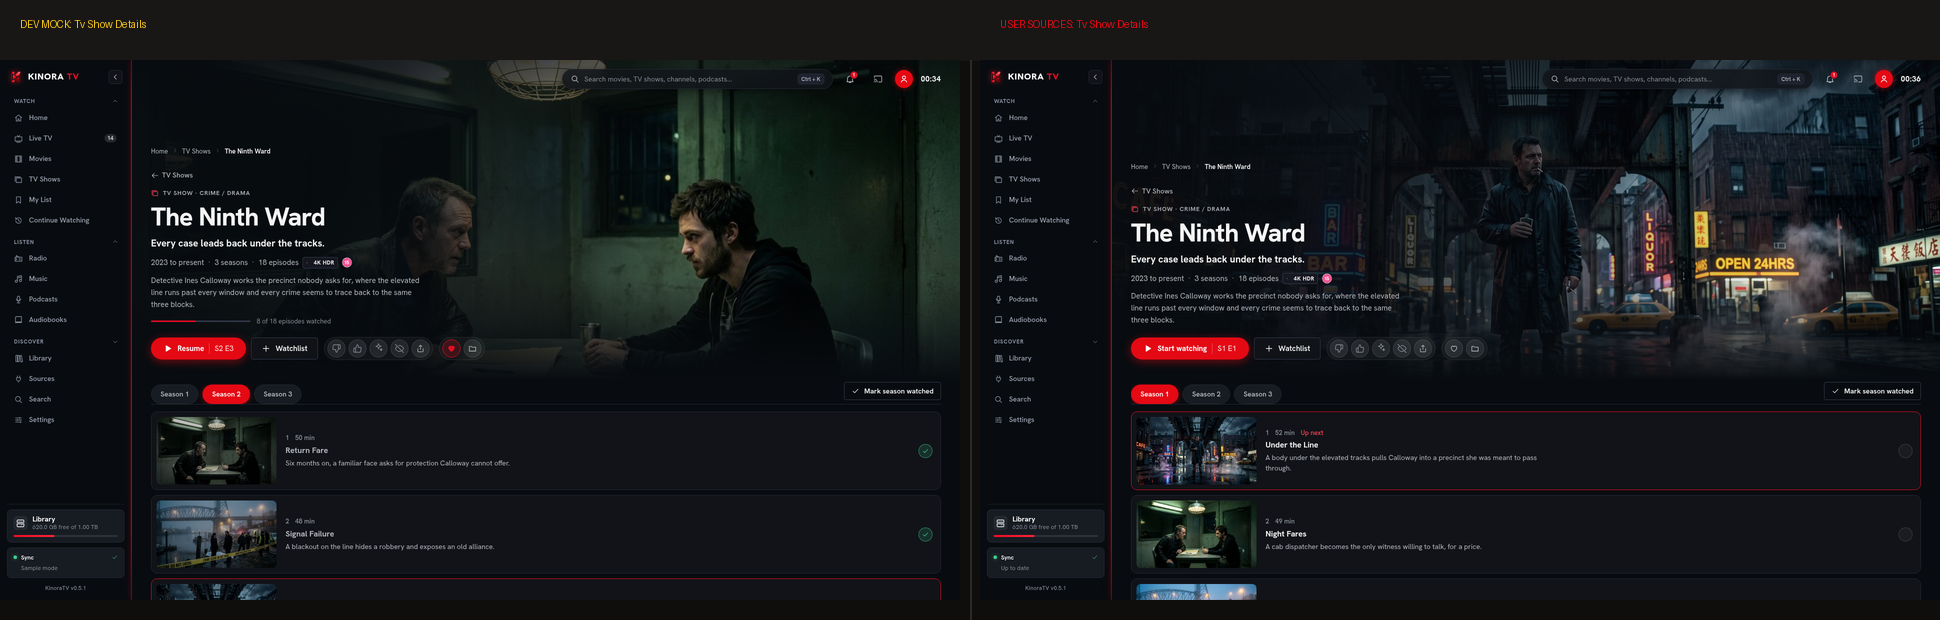 DEV MOCK: Tv Show Details
KINORA TV
Search movies, TV shows, channels, podcasts...
Ctrl + K
1
00:34
WATCH
Home
Live TV
14
Movies
TV Shows
My List
Continue Watching
LISTEN
Radio
Music
Podcasts
Audiobooks
DISCOVER
Library
Sources
Search
Settings
Library
620.0 GB free of 1.00 TB
Sync
Sample mode
KinoraTV v0.5.1
Home
TV Shows
The Ninth Ward
TV Shows
TV SHOW · CRIME / DRAMA
The Ninth Ward
Every case leads back under the tracks.
2023 to present · 3 seasons · 18 episodes
4K HDR
15
Detective Ines Calloway works the precinct nobody asks for, where the elevated
line runs past every window and every crime seems to trace back to the same
three blocks.
8 of 18 episodes watched
Resume
S2 E3
Watchlist
Season 1
Season 2
Season 3
Mark season watched
1 50 min
Return Fare
Six months on, a familiar face asks for protection Calloway cannot offer.
2 48 min
Signal Failure
A blackout on the line hides a robbery and exposes an old alliance.
USER SOURCES: Tv Show Details
KINORA TV
Search movies, TV shows, channels, podcasts...
Ctrl + K
1
00:36
WATCH
Home
Live TV
Movies
TV Shows
My List
Continue Watching
LISTEN
Radio
Music
Podcasts
Audiobooks
DISCOVER
Library
Sources
Search
Settings
Library
620.0 GB free of 1.00 TB
Sync
Up to date
KinoraTV v0.5.1
Home
TV Shows
The Ninth Ward
TV Shows
TV SHOW · CRIME / DRAMA
The Ninth Ward
Every case leads back under the tracks.
2023 to present · 3 seasons · 18 episodes
4K HDR
15
Detective Ines Calloway works the precinct nobody asks for, where the elevated
line runs past every window and every crime seems to trace back to the same
three blocks.
LIQUOR
BAR
BAR
LIQUOR
OPEN 24HRS
Start watching
S1 E1
Watchlist
Season 1
Season 2
Season 3
Mark season watched
1 52 min Up next
Under the Line
A body under the elevated tracks pulls Calloway into a precinct she was meant to pass
through.
2 49 min
Night Fares
A cab dispatcher becomes the only witness willing to talk, for a price.